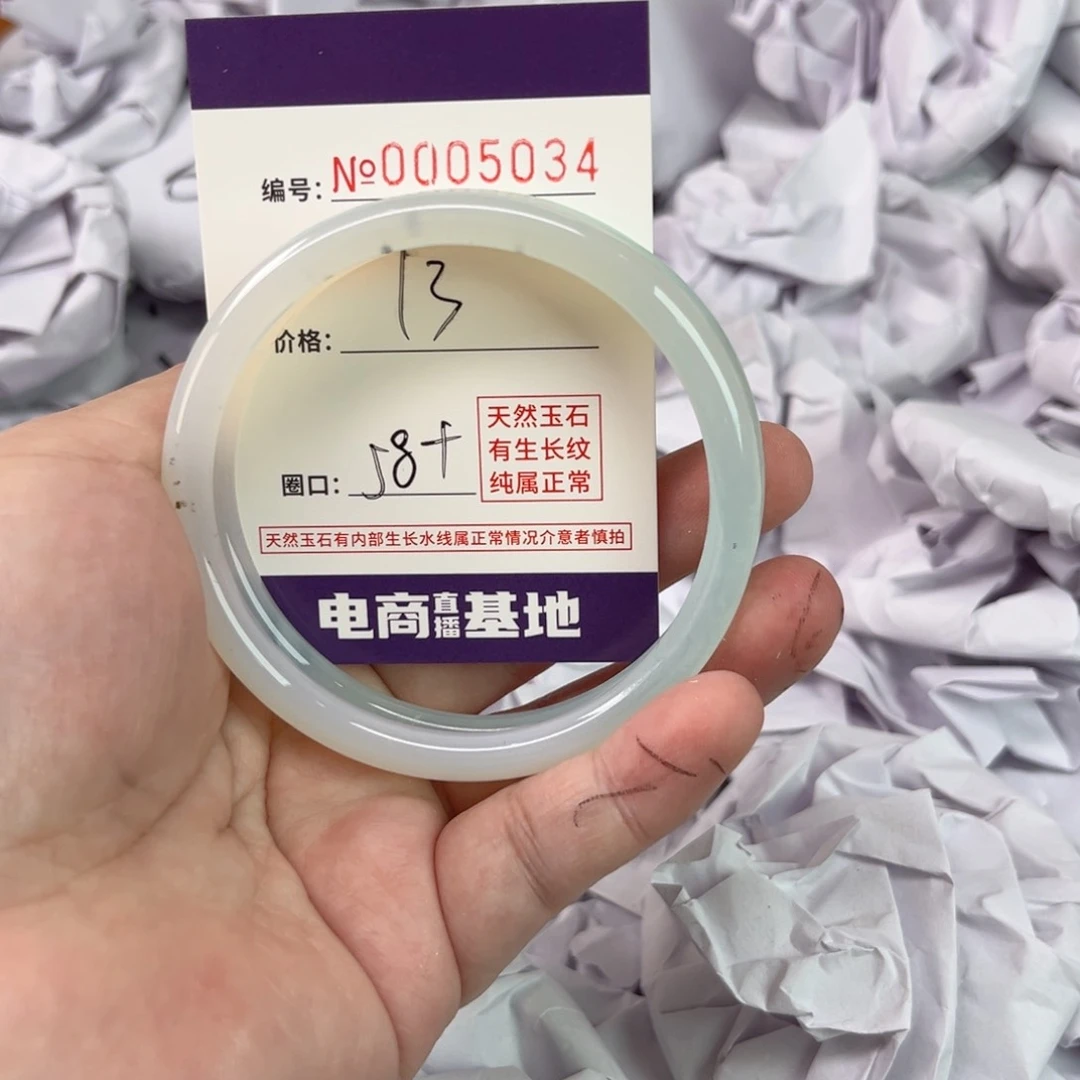 编号: №0005034
价格: 13
圈口: 58+
天然玉石
有生长纹
纯属正常
天然玉石有内部生长水线属正常情况介意者慎拍
电商直播基地